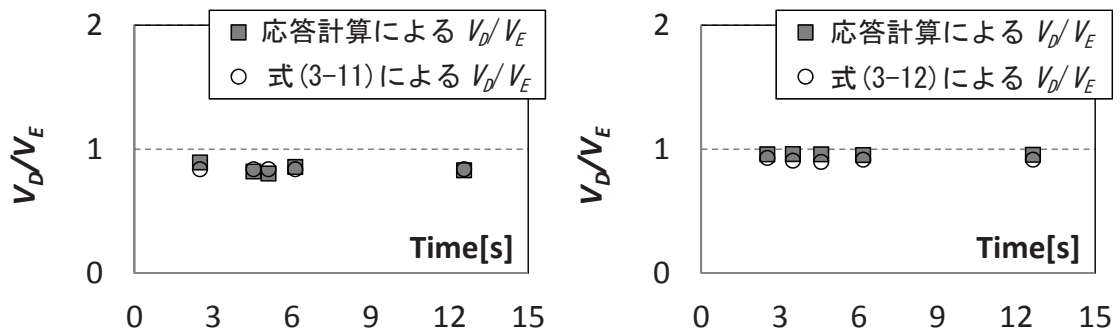 2
■ 応答計算による V_D/V_E
○ 式(3-11)による V_D/V_E
1
V_D/V_E
Time[s]
0
0 3 6 9 12 15
2
■ 応答計算による V_D/V_E
○ 式(3-12)による V_D/V_E
1
V_D/V_E
Time[s]
0
0 3 6 9 12 15